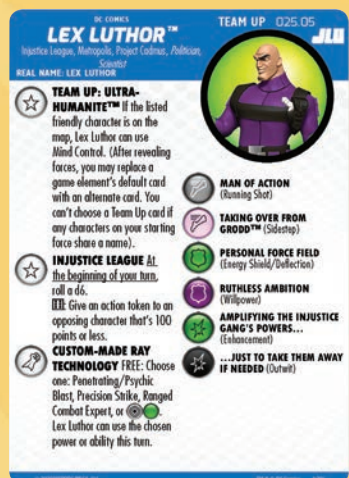 DC COMICS
LEX LUTHOR™
TEAM UP 025.05
JLU
Injustice League, Metropolis, Project Cadmus, Politician,
Scientist
REAL NAME: LEX LUTHOR
TEAM UP: ULTRA-
HUMANITE™ If the listed
friendly character is on the
map, Lex Luthor can use
Mind Control. (After revealing
forces, you may replace a
game element's default card
with an alternate card. You
can't choose a Team Up card if
any characters on your starting
force share a name).
INJUSTICE LEAGUE At
the beginning of your turn,
roll a d6.
Give an action token to an
opposing character that's 100
points or less.
CUSTOM-MADE RAY
TECHNOLOGY FREE: Choose
one: Penetrating/Psychic
Blast, Precision Strike, Ranged
Combat Expert, or
Lex Luthor can use the chosen
power or ability this turn.
MAN OF ACTION
(Running Shot)
TAKING OVER FROM
GRODD™ (Sidestep)
PERSONAL FORCE FIELD
(Energy Shield/Deflection)
RUTHLESS AMBITION
(Willpower)
AMPLIFYING THE INJUSTICE
GANG'S POWERS...
(Enhancement)
...JUST TO TAKE THEM AWAY
IF NEEDED (Outwit)